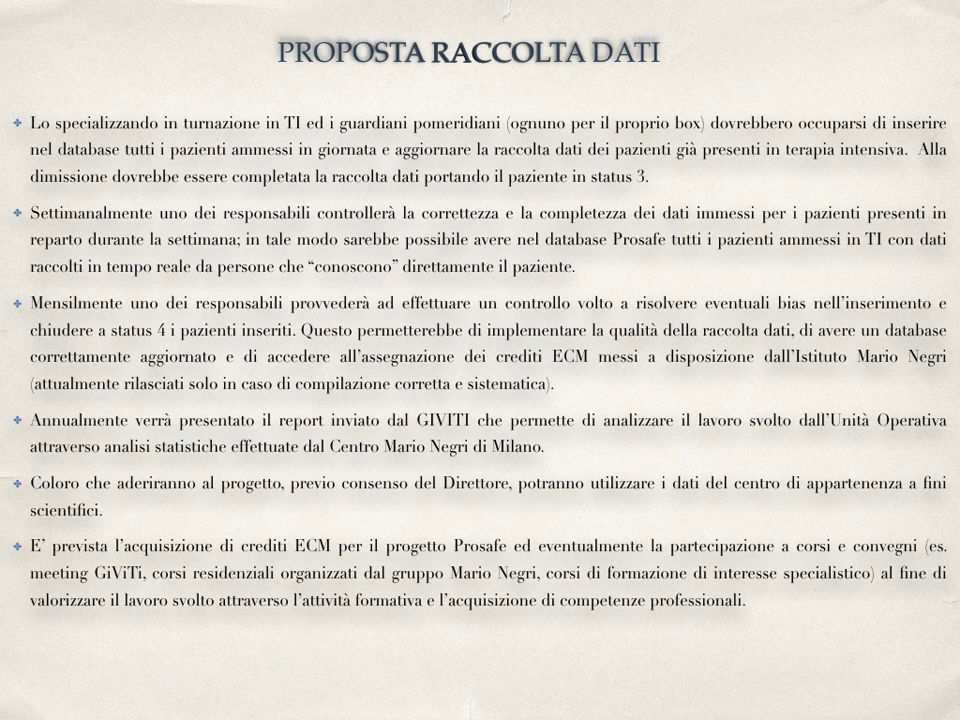 PROPOSTA RACCOLTA DATI
✤ Lo specializzando in turnazione in TI ed i guardiani pomeridiani (ognuno per il proprio box) dovrebbero occuparsi di inserire
nel database tutti i pazienti ammessi in giornata e aggiornare la raccolta dati dei pazienti già presenti in terapia intensiva. Alla
dimissione dovrebbe essere completata la raccolta dati portando il paziente in status 3.
✤ Settimanalmente uno dei responsabili controllerà la correttezza e la completezza dei dati immessi per i pazienti presenti in
reparto durante la settimana; in tale modo sarebbe possibile avere nel database Prosafe tutti i pazienti ammessi in TI con dati
raccolti in tempo reale da persone che “conoscono” direttamente il paziente.
✤ Mensilmente uno dei responsabili provvederà ad effettuare un controllo volto a risolvere eventuali bias nell’inserimento e
chiudere a status 4 i pazienti inseriti. Questo permetterebbe di implementare la qualità della raccolta dati, di avere un database
correttamente aggiornato e di accedere all’assegnazione dei crediti ECM messi a disposizione dall’Istituto Mario Negri
(attualmente rilasciati solo in caso di compilazione corretta e sistematica).
✤ Annualmente verrà presentato il report inviato dal GIVITI che permette di analizzare il lavoro svolto dall’Unità Operativa
attraverso analisi statistiche effettuate dal Centro Mario Negri di Milano.
✤ Coloro che aderiranno al progetto, previo consenso del Direttore, potranno utilizzare i dati del centro di appartenenza a fini
scientifici.
✤ E’ prevista l’acquisizione di crediti ECM per il progetto Prosafe ed eventualmente la partecipazione a corsi e convegni (es.
meeting GiViTi, corsi residenziali organizzati dal gruppo Mario Negri, corsi di formazione di interesse specialistico) al fine di
valorizzare il lavoro svolto attraverso l’attività formativa e l’acquisizione di competenze professionali.